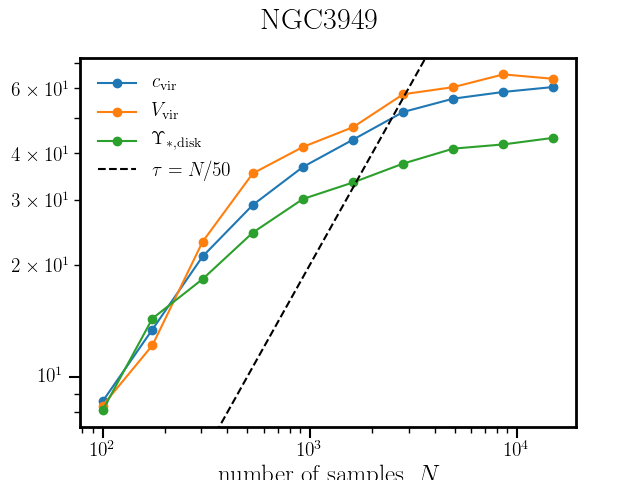 NGC3949
c_vir
V_vir
Υ_{*,disk}
τ = N/50
6 × 10^1
4 × 10^1
3 × 10^1
2 × 10^1
10^1
10^2 10^3 10^4
number of samples, N